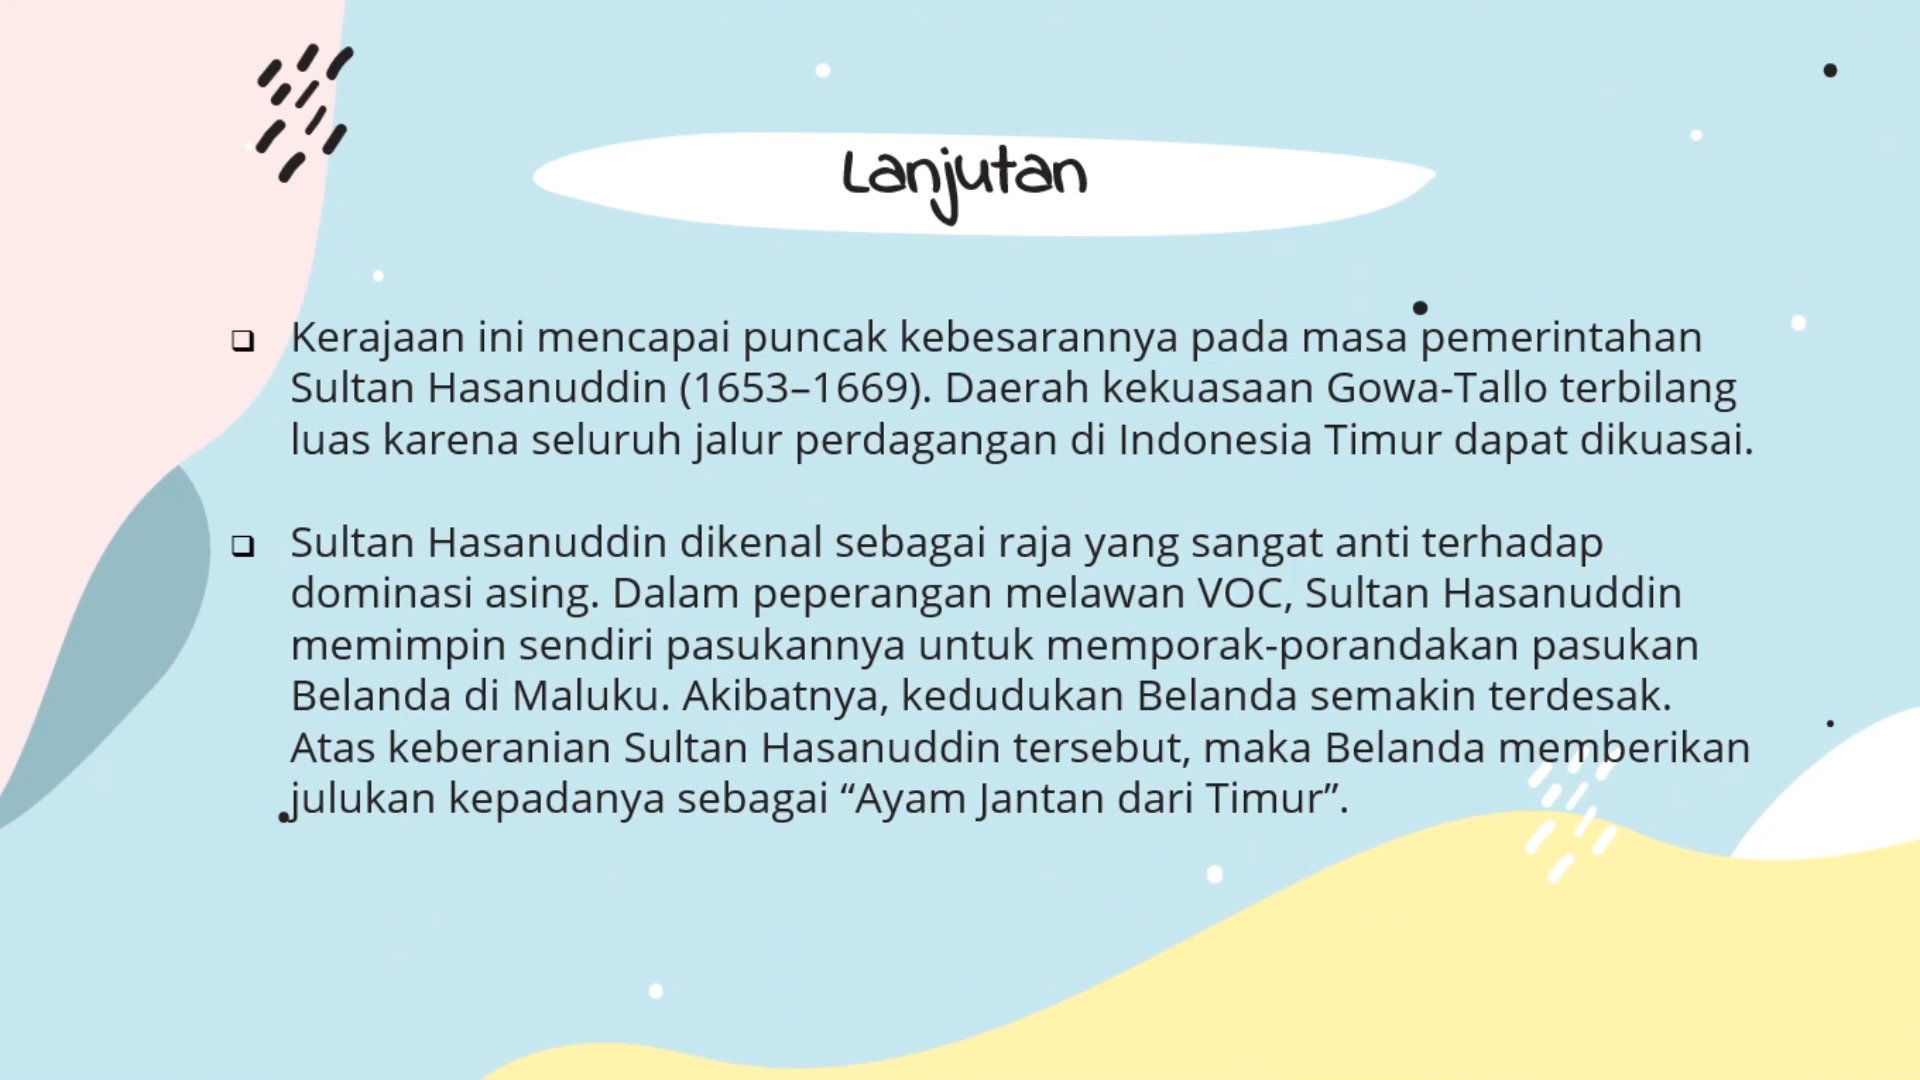 Lanjutan
❑ Kerajaan ini mencapai puncak kebesarannya pada masa pemerintahan
Sultan Hasanuddin (1653–1669). Daerah kekuasaan Gowa-Tallo terbilang
luas karena seluruh jalur perdagangan di Indonesia Timur dapat dikuasai.
❑ Sultan Hasanuddin dikenal sebagai raja yang sangat anti terhadap
dominasi asing. Dalam peperangan melawan VOC, Sultan Hasanuddin
memimpin sendiri pasukannya untuk memporak-porandakan pasukan
Belanda di Maluku. Akibatnya, kedudukan Belanda semakin terdesak.
Atas keberanian Sultan Hasanuddin tersebut, maka Belanda memberikan
julukan kepadanya sebagai “Ayam Jantan dari Timur”.